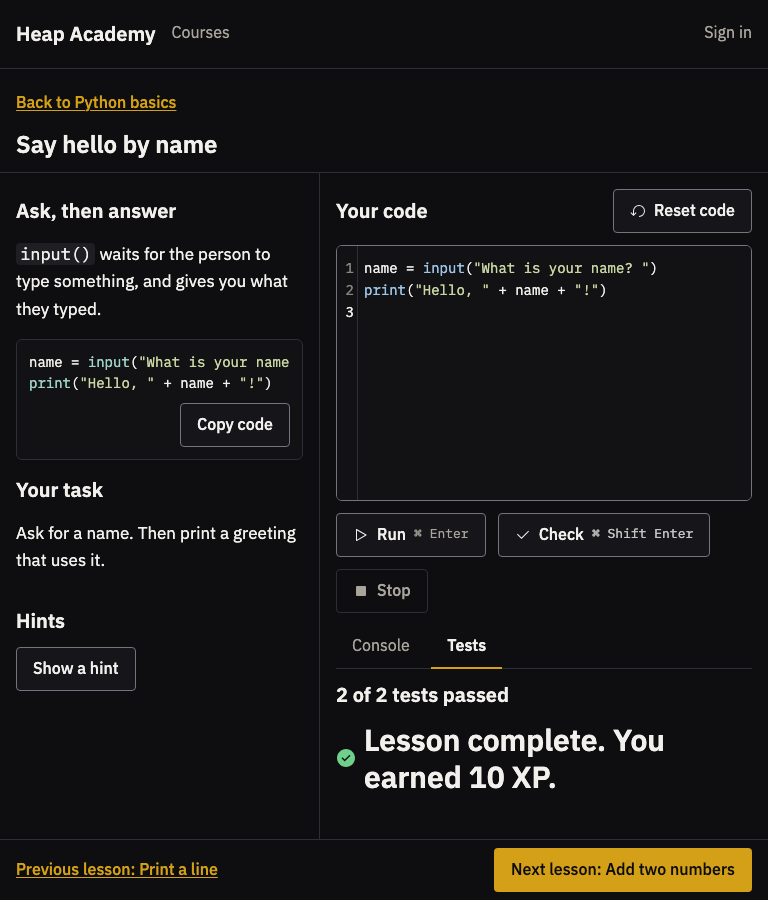 Heap Academy Courses Sign in
Back to Python basics
Say hello by name
Ask, then answer
input() waits for the person to
type something, and gives you what
they typed.
name = input("What is your name
print("Hello, " + name + "!")
Copy code
Your task
Ask for a name. Then print a greeting
that uses it.
Hints
Show a hint
Your code
Reset code
1 name = input("What is your name? ")
2 print("Hello, " + name + "!")
3
Run ⌘ Enter
Check ⌘ Shift Enter
Stop
Console Tests
2 of 2 tests passed
Lesson complete. You
earned 10 XP.
Previous lesson: Print a line
Next lesson: Add two numbers